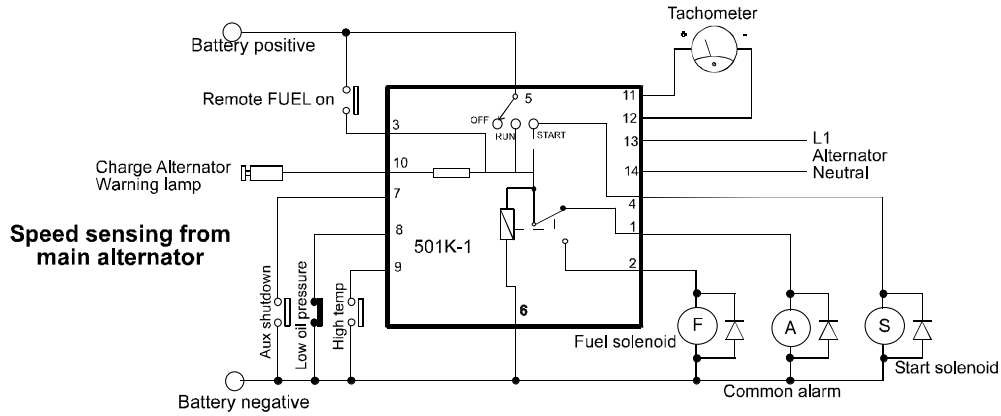 Tachometer
+ -
Battery positive
Remote FUEL on
5
OFF
RUN
START
3
11
12
13
L1
Alternator
14
Neutral
Charge Alternator
Warning lamp
10
7
4
Speed sensing from
main alternator
8
501K-1
1
9
2
6
Aux shutdown
Low oil pressure
High temp
F
A
S
Fuel solenoid
Start solenoid
Common alarm
Battery negative